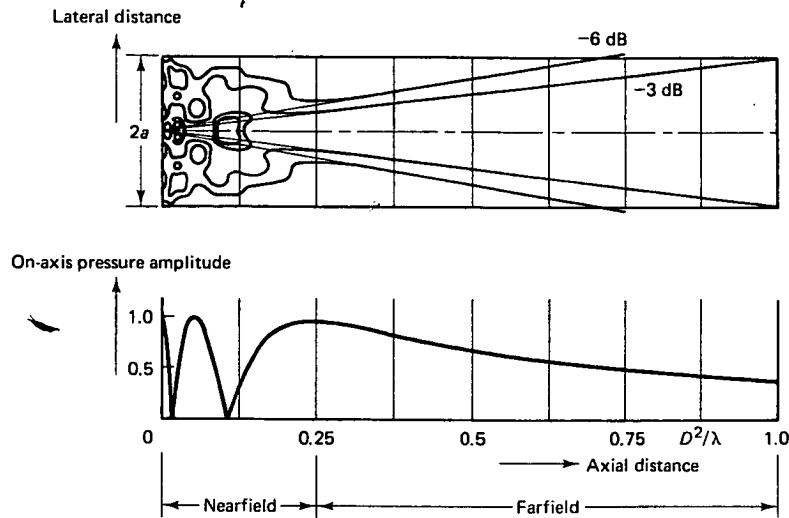 Lateral distance
−6 dB
−3 dB
2a
On-axis pressure amplitude
1.0
0.5
0 0.25 0.5 0.75 D²/λ 1.0
Axial distance
Nearfield Farfield